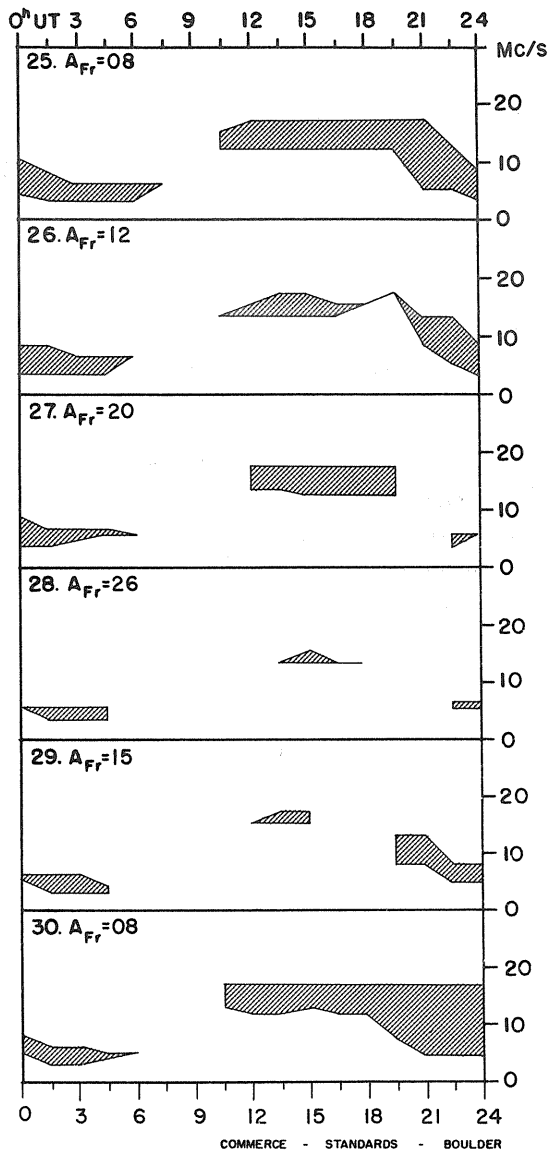 0ʰ UT 3 6 9 12 15 18 21 24
Mc/s
25. A_Fr=08
20
10
0
26. A_Fr=12
20
10
0
27. A_Fr=20
20
10
0
28. A_Fr=26
20
10
0
29. A_Fr=15
20
10
0
30. A_Fr=08
20
10
0
0 3 6 9 12 15 18 21 24
COMMERCE - STANDARDS - BOULDER